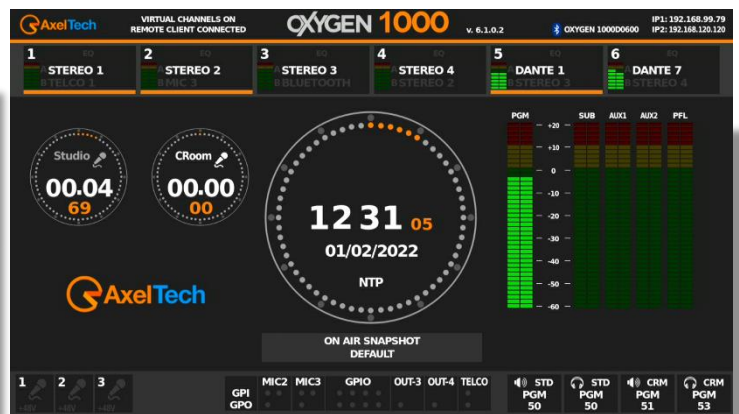 AxelTech
VIRTUAL CHANNELS ON
REMOTE CLIENT CONNECTED
OXYGEN 1000
v. 6.1.0.2
OXYGEN 1000D0600
IP1: 192.168.99.79
IP2: 192.168.120.120
1 EQ
A STEREO 1
B TELCO 1
2 EQ
A STEREO 2
B MIC 3
3 EQ
A STEREO 3
B BLUETOOTH
4 EQ
A STEREO 4
B STEREO 2
5 EQ
A DANTE 1
B STEREO 3
6 EQ
A DANTE 7
B STEREO 4
Studio
00.04
69
CRoom
00.00
00
12 31 05
01/02/2022
NTP
PGM SUB AUX1 AUX2 PFL
+20
+10
0
-10
-20
-30
-40
-50
-60
AxelTech
ON AIR SNAPSHOT
DEFAULT
1 2 3
+48V +48V +48V
MIC2 MIC3 GPIO OUT-3 OUT-4 TELCO
GPI
GPO
STD
PGM
50
STD
PGM
50
CRM
PGM
51
CRM
PGM
53